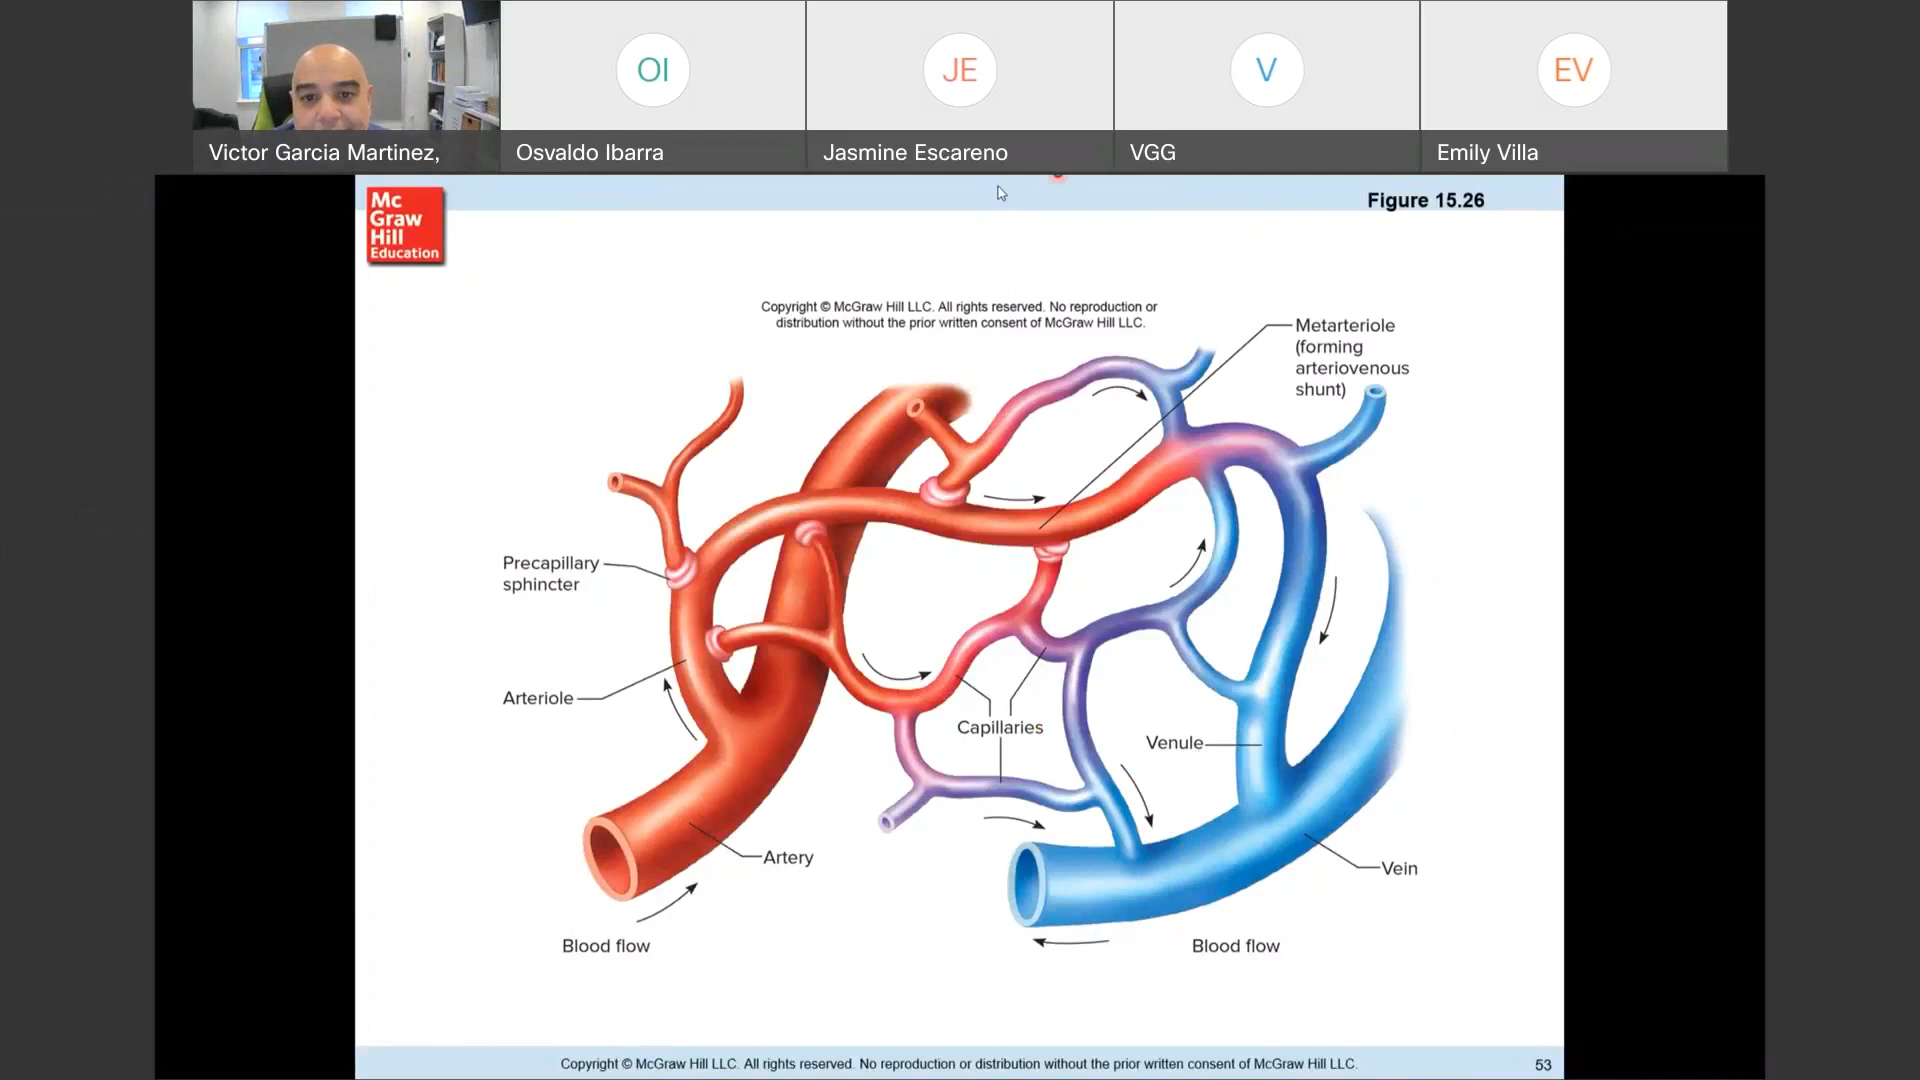 OI
JE
V
EV
Victor Garcia Martinez,
Osvaldo Ibarra
Jasmine Escareno
VGG
Emily Villa
Mc
Graw
Hill
Education
Figure 15.26
Copyright © McGraw Hill LLC. All rights reserved. No reproduction or
distribution without the prior written consent of McGraw Hill LLC.
Metarteriole
(forming
arteriovenous
shunt)
Precapillary
sphincter
Arteriole
Capillaries
Venule
Artery
Vein
Blood flow
Blood flow
Copyright © McGraw Hill LLC. All rights reserved. No reproduction or distribution without the prior written consent of McGraw Hill LLC.
53